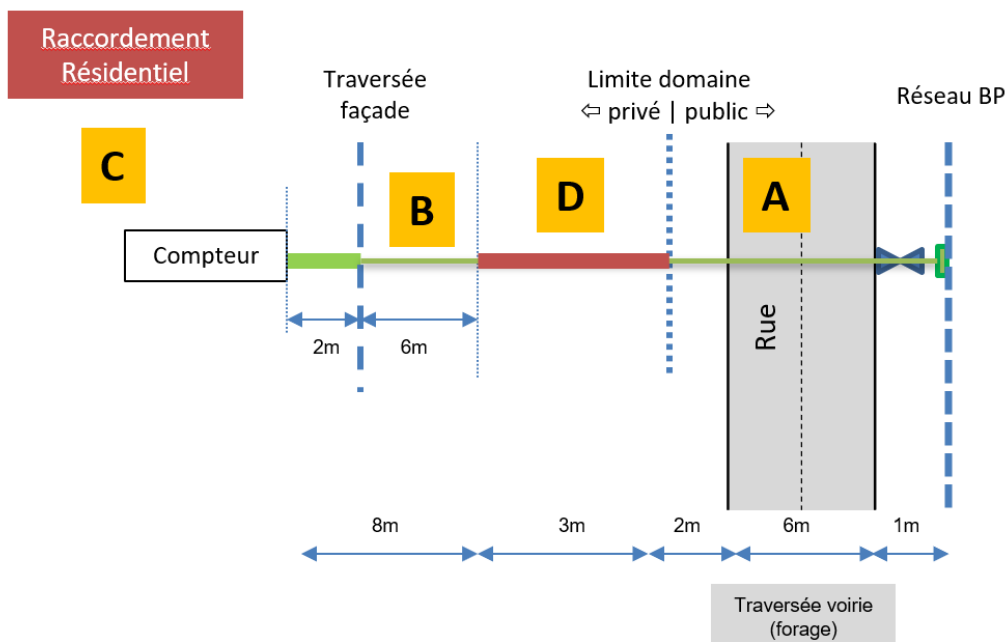 Raccordement
Résidentiel
Traversée
façade
Limite domaine
⇦ privé | public ⇨
Réseau BP
C
B
D
A
Compteur
Rue
2m
6m
8m
3m
2m
6m
1m
Traversée voirie
(forage)